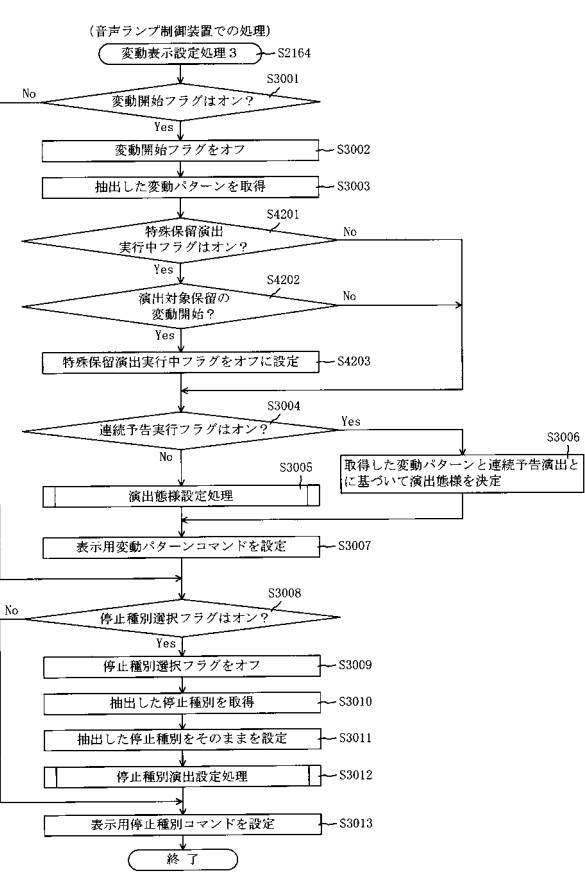 (音声ランプ制御装置での処理)
変動表示設定処理3
S2164
S3001
No
変動開始フラグはオン?
Yes
変動開始フラグをオフ
S3002
抽出した変動パターンを取得
S3003
S4201
特殊保留演出
実行中フラグはオン?
No
Yes
S4202
演出対象保留の
変動開始?
No
Yes
特殊保留演出実行中フラグをオフに設定
S4203
S3004
連続予告実行フラグはオン?
Yes
No
S3006
取得した変動パターンと連続予告演出と
に基づいて演出態様を決定
S3005
演出態様設定処理
表示用変動パターンコマンドを設定
S3007
S3008
No
停止種別選択フラグはオン?
Yes
停止種別選択フラグをオフ
S3009
抽出した停止種別を取得
S3010
抽出した停止種別をそのままを設定
S3011
停止種別演出設定処理
S3012
表示用停止種別コマンドを設定
S3013
終了